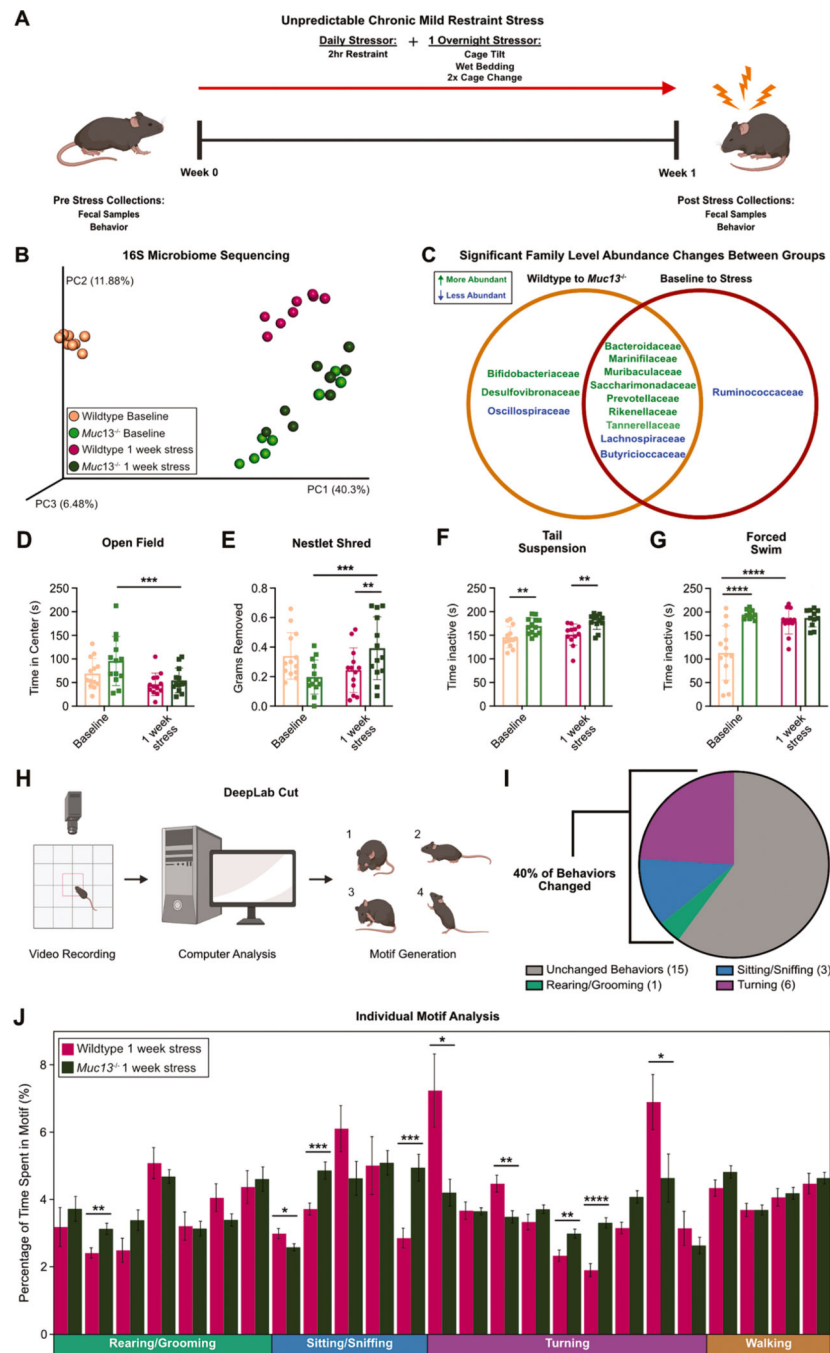 A
Unpredictable Chronic Mild Restraint Stress
Daily Stressor: + 1 Overnight Stressor:
2hr Restraint Cage Tilt
Wet Bedding
2x Cage Change
Week 0 Week 1
Pre Stress Collections: Post Stress Collections:
Fecal Samples Fecal Samples
Behavior Behavior
B
16S Microbiome Sequencing
PC2 (11.88%)
Wildtype Baseline
Muc13-/- Baseline
Wildtype 1 week stress
Muc13-/- 1 week stress
PC1 (40.3%)
PC3 (6.48%)
C
Significant Family Level Abundance Changes Between Groups
↑ More Abundant
↓ Less Abundant
Wildtype to Muc13-/- Baseline to Stress
Bifidobacteriaceae
Desulfovibronaceae
Oscillospiraceae
Bacteroidaceae
Marinifilaceae
Muribaculaceae
Saccharimonadaceae
Prevotellaceae
Rikenellaceae
Tannerellaceae
Lachnospiraceae
Butyricioccaceae
Ruminococcaceae
D
Open Field
Time in Center (s)
250
200
150
100
50
0
***
Baseline
1 week
stress
E
Nestlet Shred
Grams Removed
0.8
0.6
0.4
0.2
0.0
***
**
Baseline
1 week
stress
F
Tail
Suspension
Time inactive (s)
250
200
150
100
50
0
** **
Baseline
1 week
stress
G
Forced
Swim
Time inactive (s)
250
200
150
100
50
0
****
****
Baseline
1 week
stress
H
DeepLab Cut
1 2
3 4
Video Recording Computer Analysis Motif Generation
I
40% of Behaviors
Changed
Unchanged Behaviors (15) Sitting/Sniffing (3)
Rearing/Grooming (1) Turning (6)
J
Individual Motif Analysis
Wildtype 1 week stress
Muc13-/- 1 week stress
Percentage of Time Spent in Motif (%)
8
6
4
2
0
** * *** *** * ** ** **** *
Rearing/Grooming Sitting/Sniffing Turning Walking